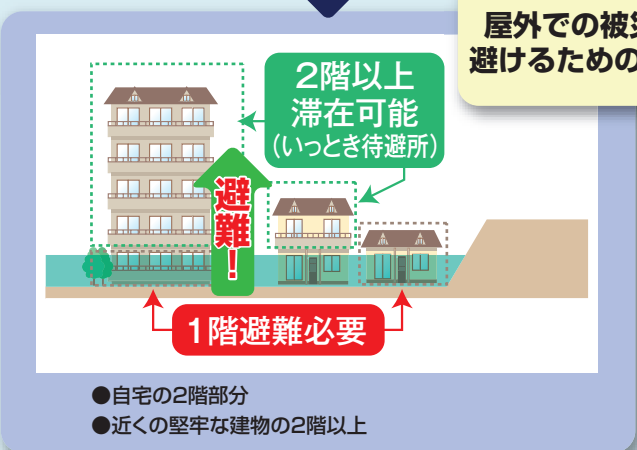 屋外での被災
避けるための
2階以上
滞在可能
(いっとき待避所)
避難!
1階避難必要
●自宅の2階部分
●近くの堅牢な建物の2階以上